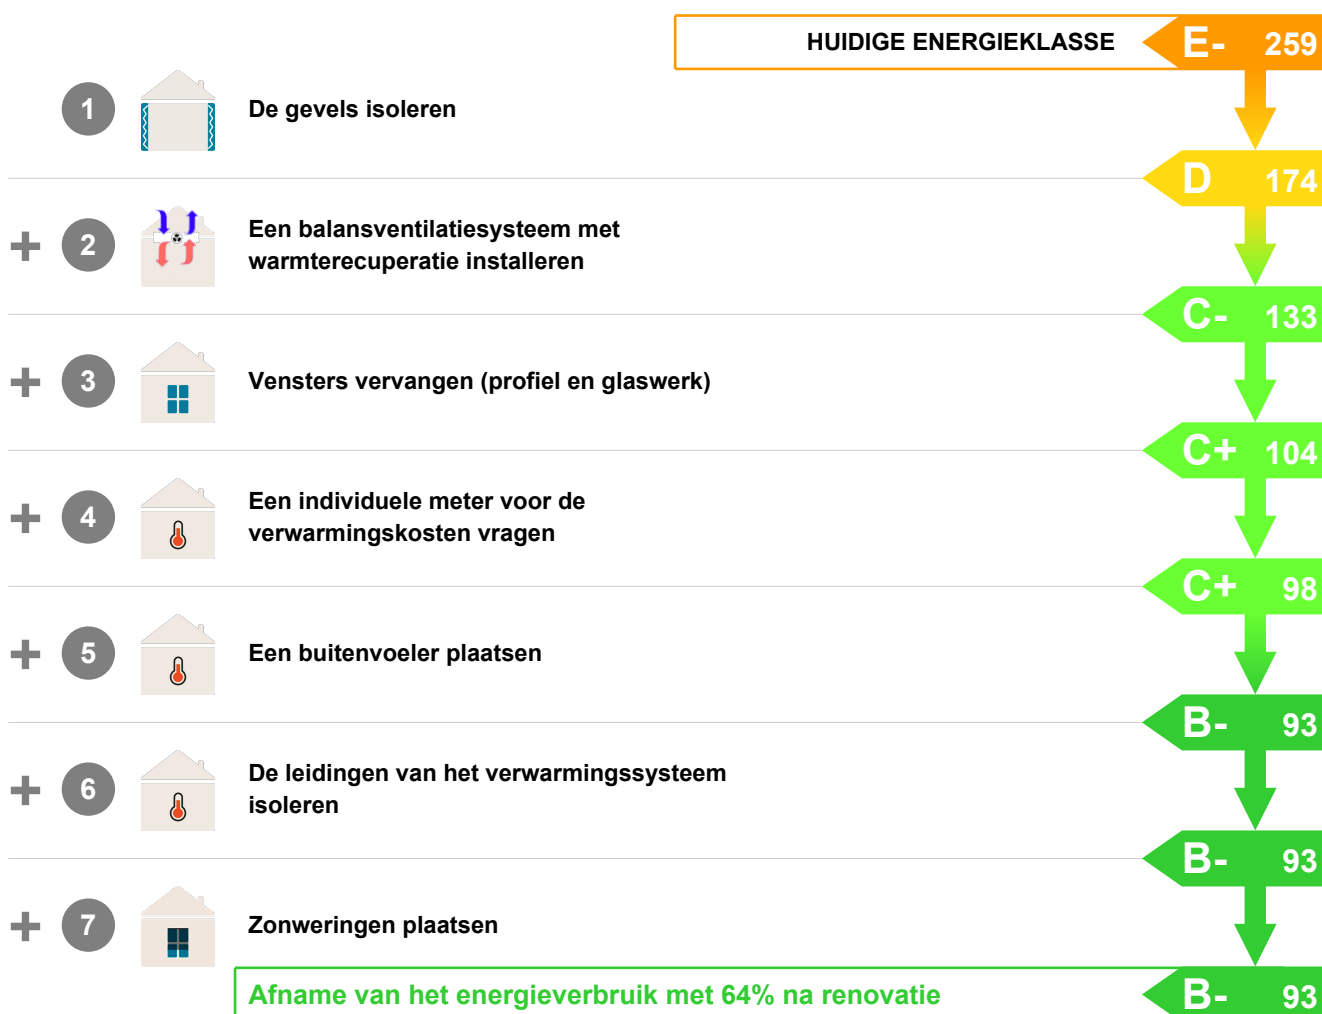 HUIDIGE ENERGIEKLASSE E- 259
1 De gevels isoleren
D 174
+ 2 Een balansventilatiesysteem met
warmterecuperatie installeren
C- 133
+ 3 Vensters vervangen (profiel en glaswerk)
C+ 104
+ 4 Een individuele meter voor de
verwarmingskosten vragen
C+ 98
+ 5 Een buitenvoeler plaatsen
B- 93
+ 6 De leidingen van het verwarmingssysteem
isoleren
B- 93
+ 7 Zonweringen plaatsen
Afname van het energieverbruik met 64% na renovatie B- 93